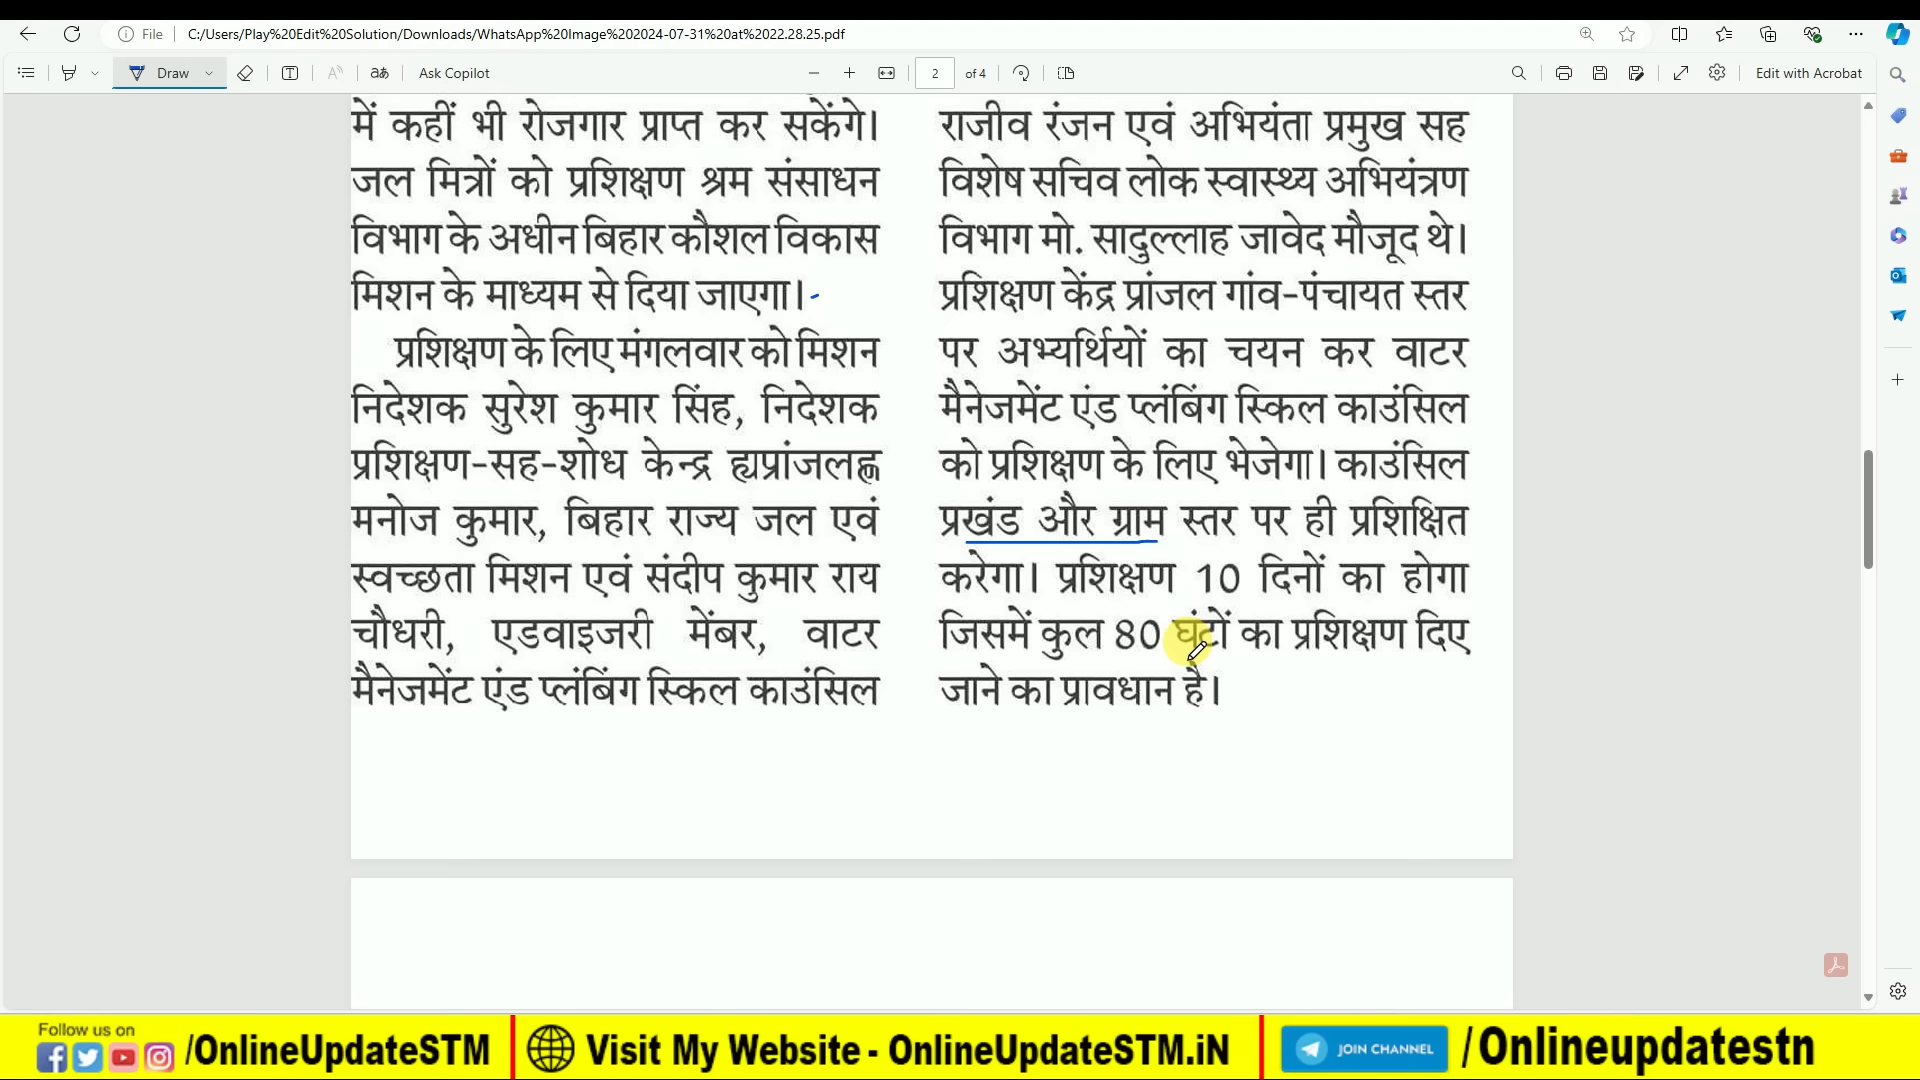 File
C:/Users/Play%20Edit%20Solution/Downloads/WhatsApp%20Image%202024-07-31%20at%2022.28.25.pdf
Draw
Ask Copilot
2
of 4
Edit with Acrobat
में कहीं भी रोजगार प्राप्त कर सकेंगे।
जल मित्रों को प्रशिक्षण श्रम संसाधन
विभाग के अधीन बिहार कौशल विकास
मिशन के माध्यम से दिया जाएगा।
प्रशिक्षण के लिए मंगलवार को मिशन
निदेशक सुरेश कुमार सिंह, निदेशक
प्रशिक्षण-सह-शोध केन्द्र ह्यप्रांजलह्ण
मनोज कुमार, बिहार राज्य जल एवं
स्वच्छता मिशन एवं संदीप कुमार राय
चौधरी, एडवाइजरी मेंबर, वाटर
मैनेजमेंट एंड प्लंबिंग स्किल काउंसिल
राजीव रंजन एवं अभियंता प्रमुख सह
विशेष सचिव लोक स्वास्थ्य अभियंत्रण
विभाग मो. सादुल्लाह जावेद मौजूद थे।
प्रशिक्षण केंद्र प्रांजल गांव-पंचायत स्तर
पर अभ्यर्थियों का चयन कर वाटर
मैनेजमेंट एंड प्लंबिंग स्किल काउंसिल
को प्रशिक्षण के लिए भेजेगा। काउंसिल
प्रखंड और ग्राम स्तर पर ही प्रशिक्षित
करेगा। प्रशिक्षण 10 दिनों का होगा
जिसमें कुल 80 घंटों का प्रशिक्षण दिए
जाने का प्रावधान है।
Follow us on
/OnlineUpdateSTM
Visit My Website - OnlineUpdateSTM.iN
JOIN CHANNEL
/Onlineupdatestn